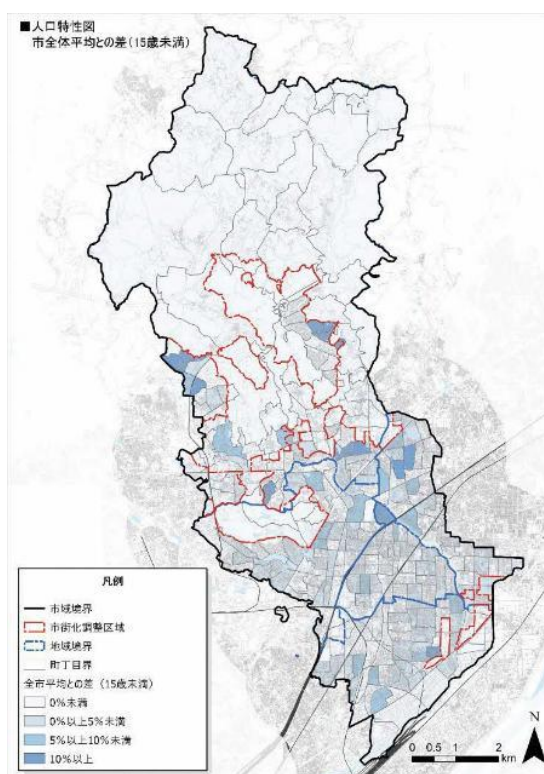 ■人口特性図
市全体平均との差（15歳未満）
凡例
市域境界
市街化調整区域
地域境界
町丁目界
全市平均との差（15歳未満）
0%未満
0%以上5%未満
5%以上10%未満
10%以上
N
0 0.5 1 2
km